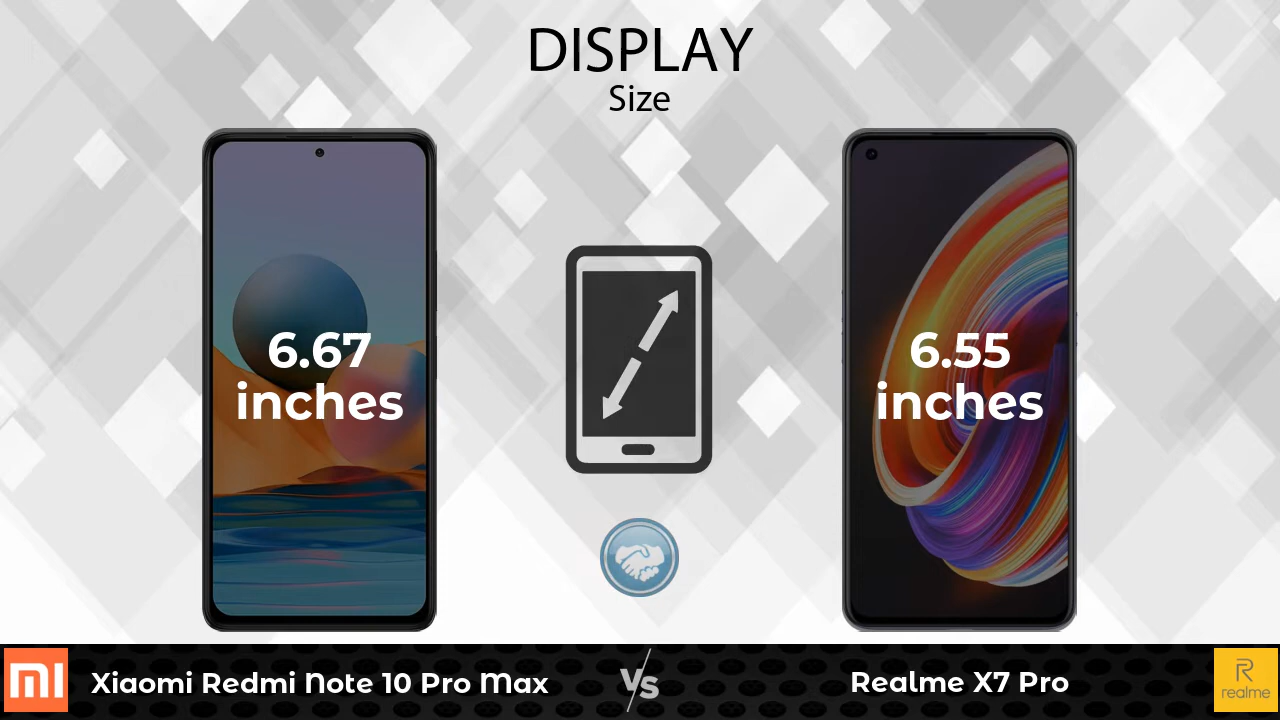 DISPLAY
Size
6.67
inches
6.55
inches
mi
Xiaomi Redmi Note 10 Pro Max
VS
Realme X7 Pro
R
realme